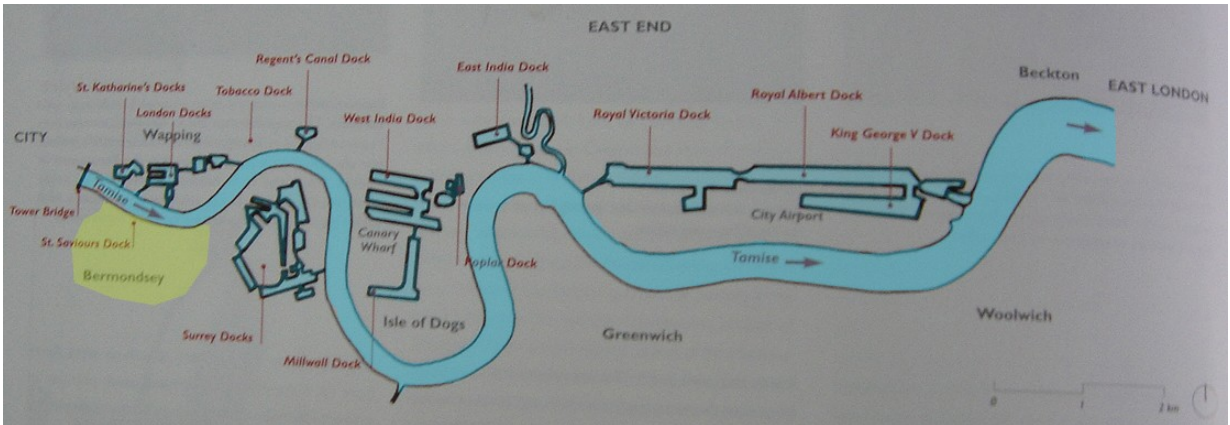 EAST END
Regent's Canal Dock
East India Dock
Beckton
EAST LONDON
St. Katharine's Docks
Tobacco Dock
Royal Albert Dock
London Docks
West India Dock
Royal Victoria Dock
CITY
Wapping
King George V Dock
Tamise
Tower Bridge
City Airport
St. Saviours Dock
Canary
Wharf
Poplar Dock
Tamise
Bermondsey
Isle of Dogs
Woolwich
Surrey Docks
Greenwich
Millwall Dock
0 1 2 km